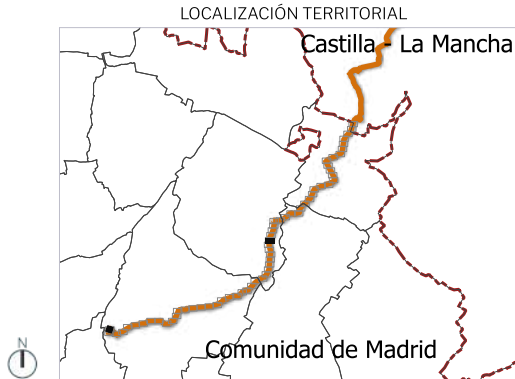 LOCALIZACIÓN TERRITORIAL
Castilla - La Mancha
Comunidad de Madrid
N